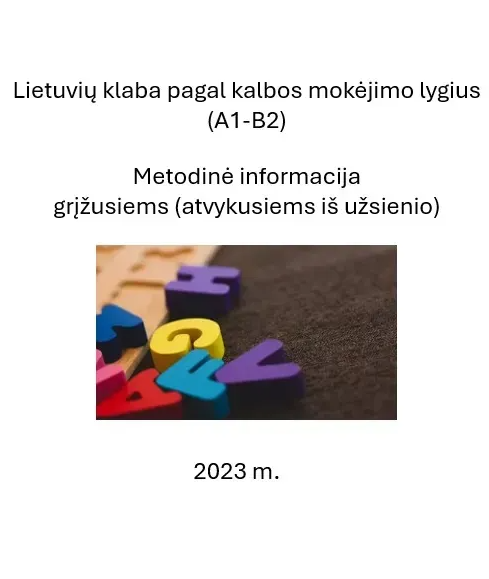 Lietuvių klaba pagal kalbos mokėjimo lygius
(A1-B2)
Metodinė informacija
grįžusiems (atvykusiems iš užsienio)
H
G
F
V
A
2023 m.